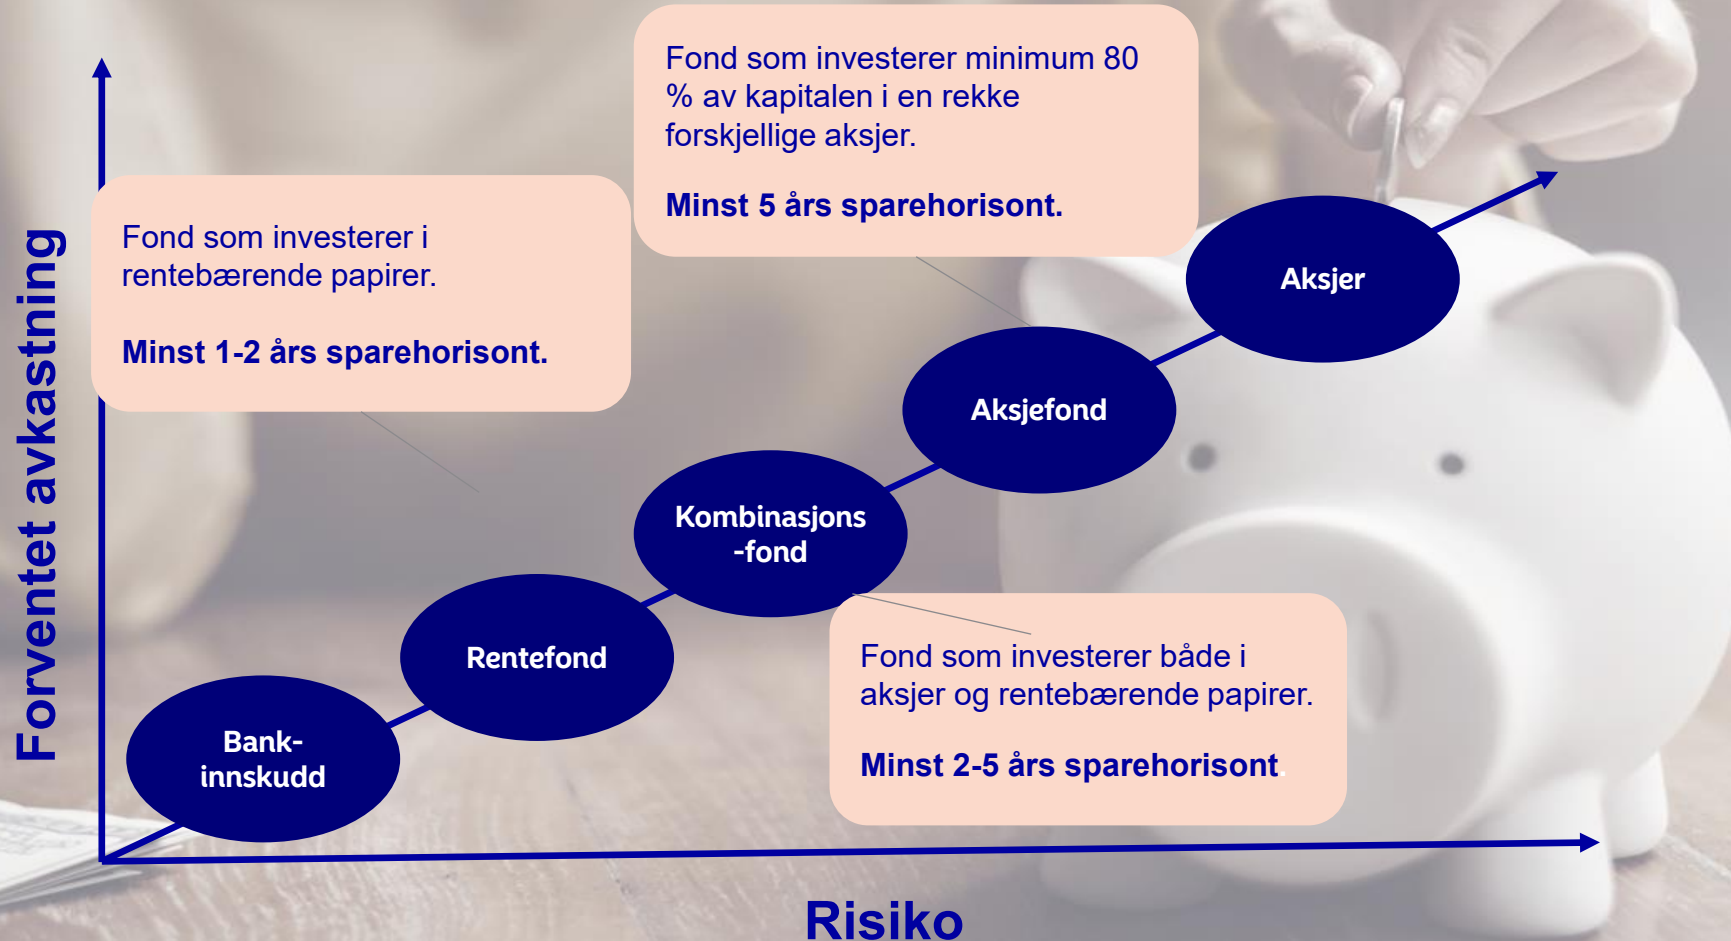 Fond som investerer minimum 80
% av kapitalen i en rekke
forskjellige aksjer.
Minst 5 års sparehorisont.
Fond som investerer i
rentebærende papirer.
Minst 1-2 års sparehorisont.
Forventet avkastning
Aksjer
Aksjefond
Kombinasjons
-fond
Rentefond
Bank-
innskudd
Fond som investerer både i
aksjer og rentebærende papirer.
Minst 2-5 års sparehorisont.
Risiko